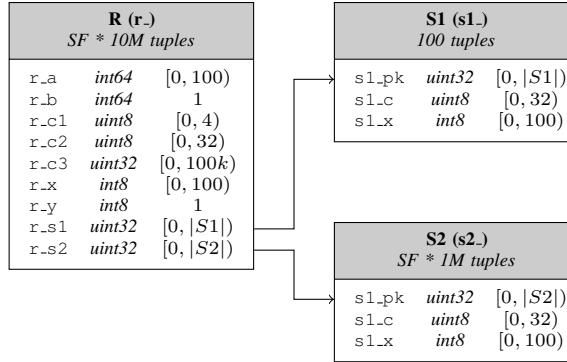 R (r_)
SF * 10M tuples
r_a int64 [0, 100)
r_b int64 1
r_c1 uint8 [0, 4)
r_c2 uint8 [0, 32)
r_c3 uint32 [0, 100k)
r_x int8 [0, 100)
r_y int8 1
r_s1 uint32 [0, |S1|)
r_s2 uint32 [0, |S2|)
S1 (s1_)
100 tuples
s1_pk uint32 [0, |S1|)
s1_c uint8 [0, 32)
s1_x int8 [0, 100)
S2 (s2_)
SF * 1M tuples
s1_pk uint32 [0, |S2|)
s1_c uint8 [0, 32)
s1_x int8 [0, 100)